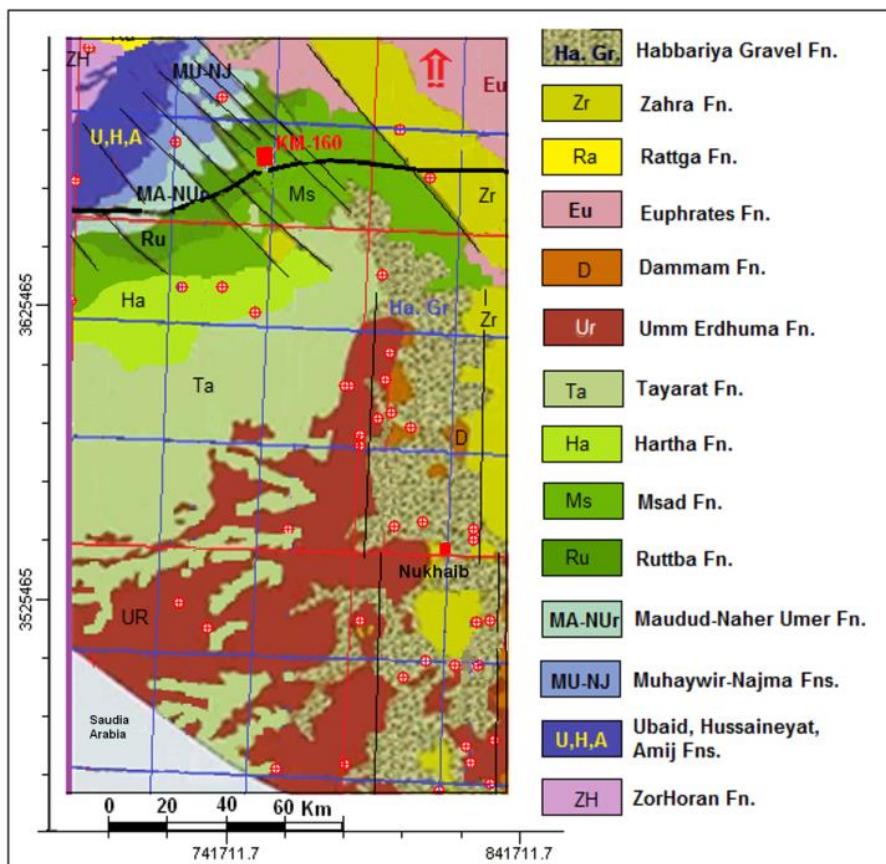 Ra
ZH
MU-NJ
Eu
U,H,A
KM-160
MA-NUr
Ms
Zr
Ru
Ha
Ha. Gr
Zr
Ta
D
Nukhaib
UR
Saudia
Arabia
3625465
3525465
0 20 40 60 Km
741711.7 841711.7
Ha. Gr. Habbariya Gravel Fn.
Zr Zahra Fn.
Ra Rattga Fn.
Eu Euphrates Fn.
D Dammam Fn.
Ur Umm Erdhuma Fn.
Ta Tayarat Fn.
Ha Hartha Fn.
Ms Msad Fn.
Ru Ruttba Fn.
MA-NUr Maudud-Naher Umer Fn.
MU-NJ Muhaywir-Najma Fns.
U,H,A Ubaid, Hussaineyat,
Amij Fns.
ZH ZorHoran Fn.